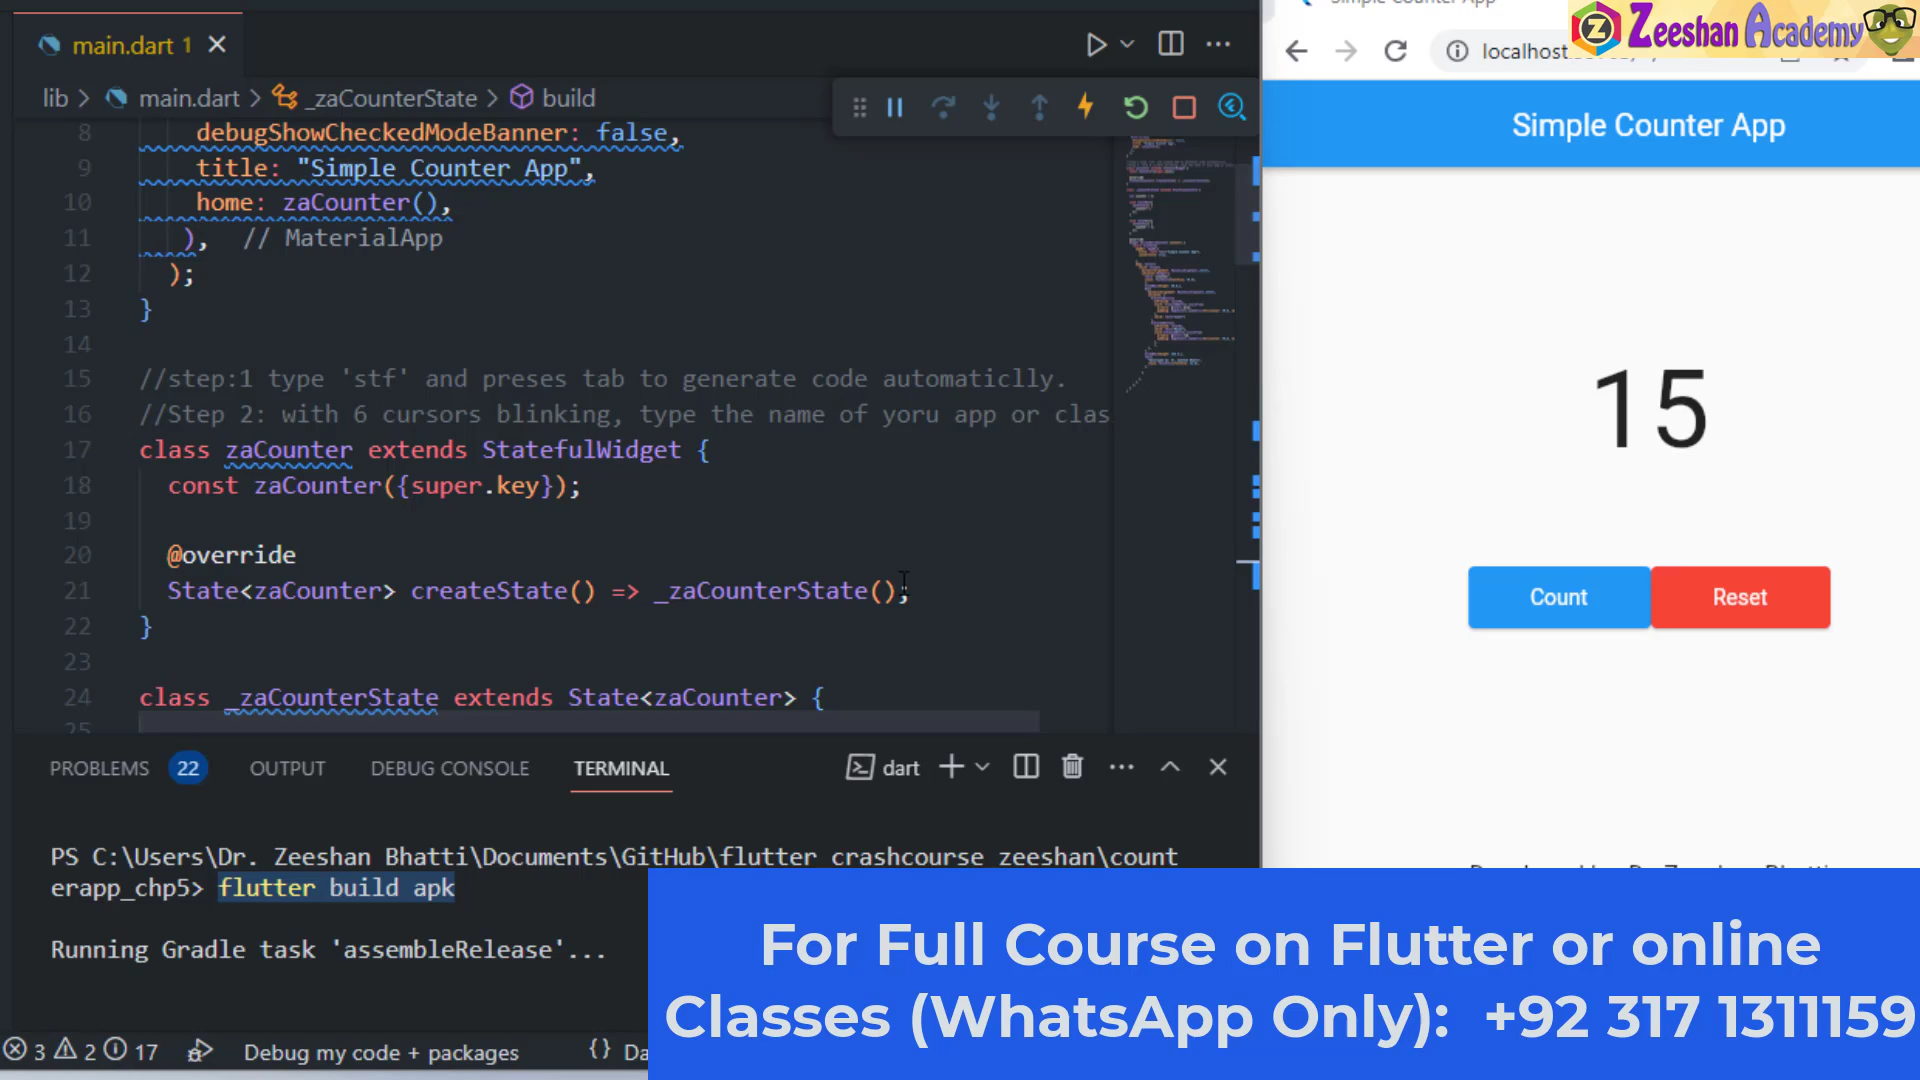 main.dart 1
lib > main.dart > _zaCounterState > build
8 debugShowCheckedModeBanner: false,
9 title: "Simple Counter App",
10 home: zaCounter(),
11 ), // MaterialApp
12 );
13 }
14
15 //step:1 type 'stf' and preses tab to generate code automaticlly.
16 //Step 2: with 6 cursors blinking, type the name of yoru app or clas
17 class zaCounter extends StatefulWidget {
18 const zaCounter({super.key});
19
20 @override
21 State<zaCounter> createState() => _zaCounterState();
22 }
23
24 class _zaCounterState extends State<zaCounter> {
25
PROBLEMS 22 OUTPUT DEBUG CONSOLE TERMINAL
dart
PS C:\Users\Dr. Zeeshan Bhatti\Documents\GitHub\flutter_crashcourse_zeeshan\count
erapp_chp5> flutter build apk
Running Gradle task 'assembleRelease'...
3 2 17 Debug my code + packages {} Da
Simple Counter App
Zeeshan Academy
localhost
Simple Counter App
15
Count Reset
For Full Course on Flutter or online
Classes (WhatsApp Only): +92 317 1311159